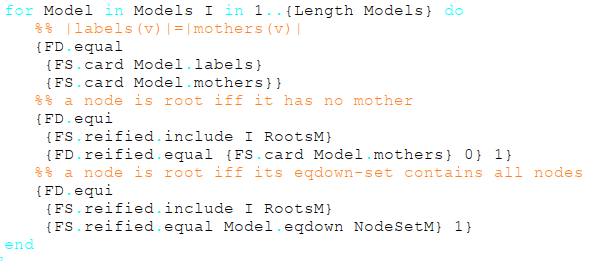 for Model in Models I in 1..{Length Models} do
%% |labels(v)|=|mothers(v)|
{FD.equal
{FS.card Model.labels}
{FS.card Model.mothers}}
%% a node is root iff it has no mother
{FD.equi
{FS.reified.include I RootsM}
{FD.reified.equal {FS.card Model.mothers} 0} 1}
%% a node is root iff its eqdown-set contains all nodes
{FD.equi
{FS.reified.include I RootsM}
{FS.reified.equal Model.eqdown NodeSetM} 1}
end